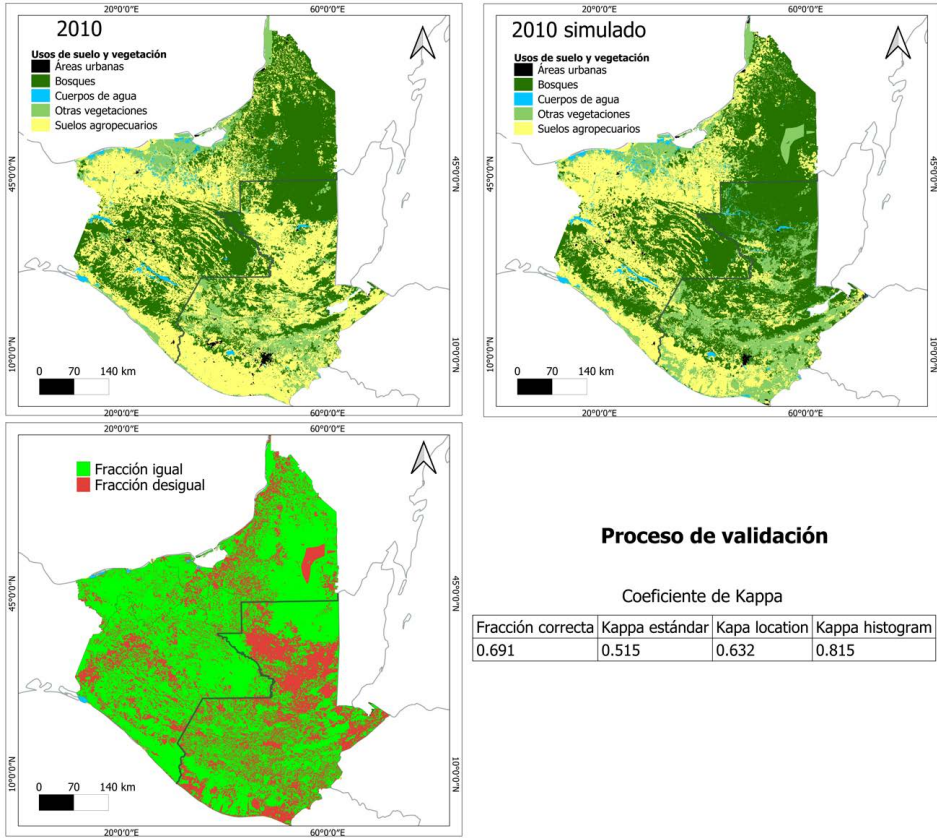 20°0'0"E 60°0'0"E
2010
Usos de suelo y vegetación
Áreas urbanas
Bosques
Cuerpos de agua
Otras vegetaciones
Suelos agropecuarios
45°0'0"N
45°0'0"N
10°0'0"N
10°0'0"N
0 70 140 km
20°0'0"E 60°0'0"E
20°0'0"E 60°0'0"E
2010 simulado
Usos de suelo y vegetación
Áreas urbanas
Bosques
Cuerpos de agua
Otras vegetaciones
Suelos agropecuarios
45°0'0"N
45°0'0"N
10°0'0"N
10°0'0"N
0 70 140 km
20°0'0"E 60°0'0"E
Fracción igual
Fracción desigual
45°0'0"N
45°0'0"N
10°0'0"N
10°0'0"N
0 70 140 km
20°0'0"E 60°0'0"E
Proceso de validación
Coeficiente de Kappa
Fracción correcta Kappa estándar Kapa location Kappa histogram
0.691 0.515 0.632 0.815